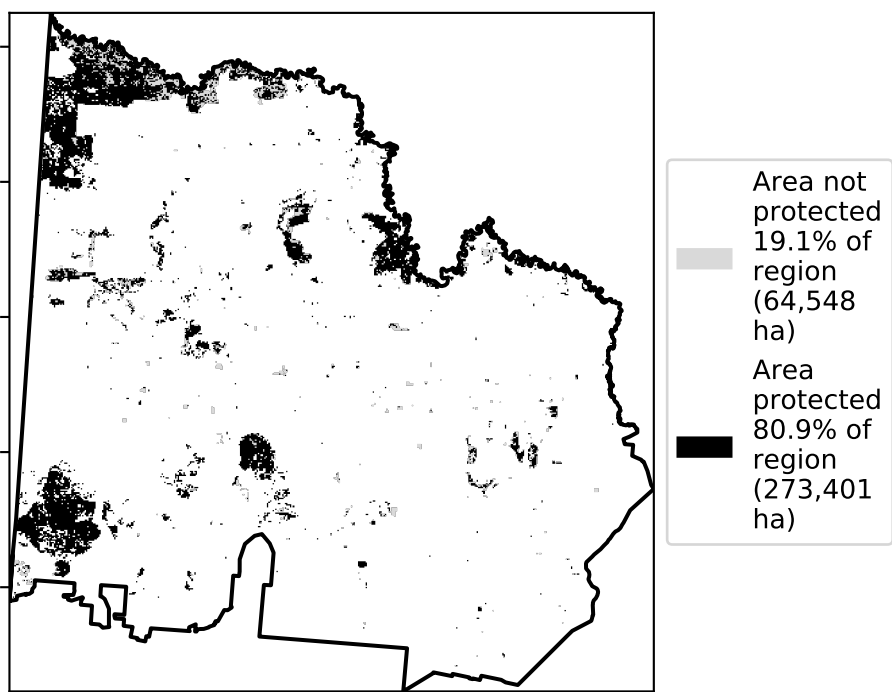 Area not
protected
19.1% of
region
(64,548
ha)
Area
protected
80.9% of
region
(273,401
ha)